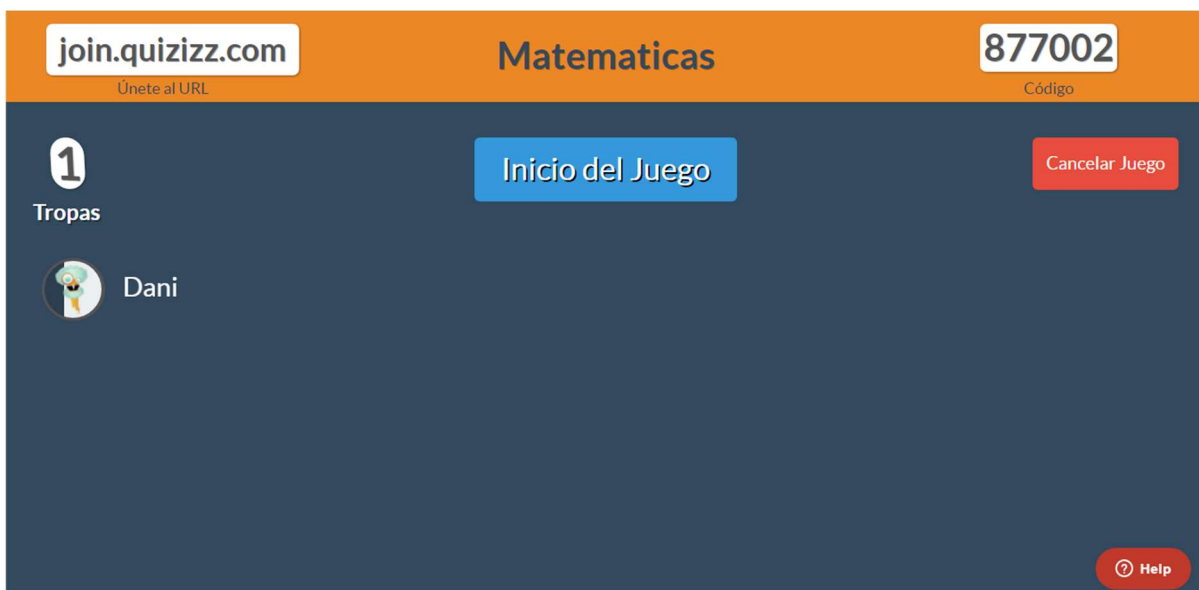 join.quizizz.com
Únete al URL
Matematicas
877002
Código
1
Tropas
Inicio del Juego
Cancelar Juego
Dani
Help